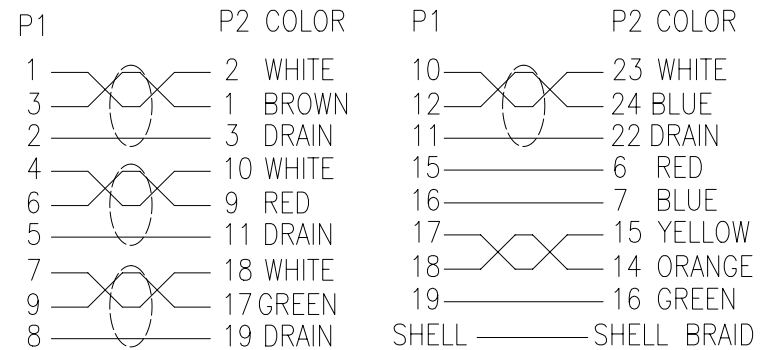 P1 P2 COLOR
1 2 WHITE
3 1 BROWN
2 3 DRAIN
4 10 WHITE
6 9 RED
5 11 DRAIN
7 18 WHITE
9 17 GREEN
8 19 DRAIN
P1 P2 COLOR
10 23 WHITE
12 24 BLUE
11 22 DRAIN
15 6 RED
16 7 BLUE
17 15 YELLOW
18 14 ORANGE
19 16 GREEN
SHELL SHELL BRAID